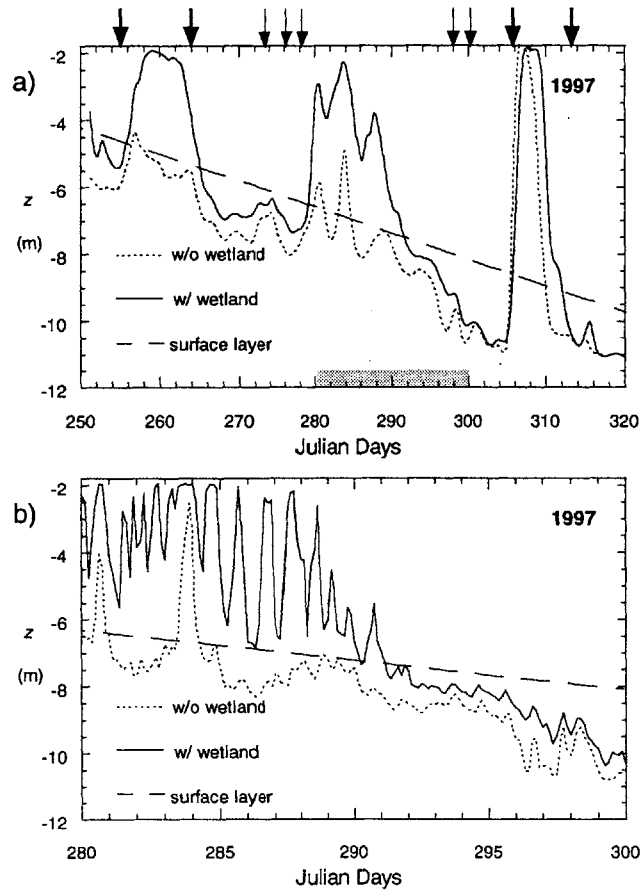 a)
1997
-2
-4
-6
-8
-10
-12
z
(m)
w/o wetland
w/ wetland
surface layer
250 260 270 280 290 300 310 320
Julian Days
b)
1997
-2
-4
-6
-8
-10
-12
z
(m)
w/o wetland
w/ wetland
surface layer
280 285 290 295 300
Julian Days